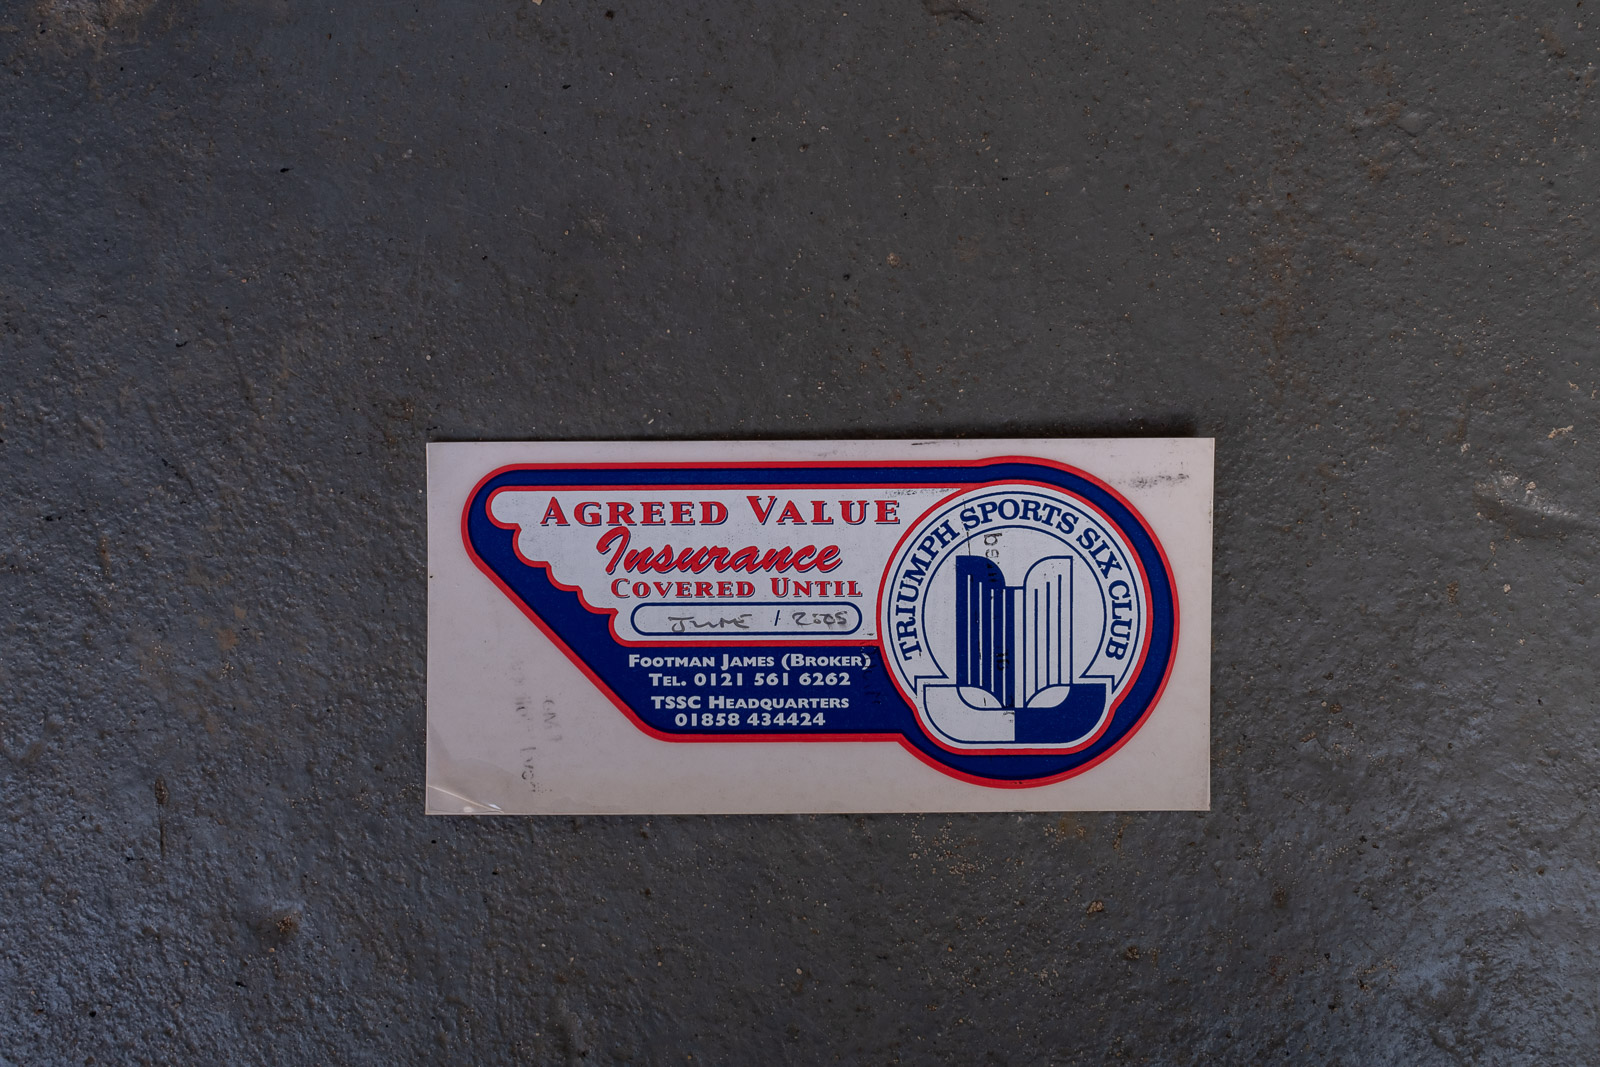 AGREED VALUE
Insurance
COVERED UNTIL
JUNE / 2005
FOOTMAN JAMES (BROKER)
TEL. 0121 561 6262
TSSC HEADQUARTERS
01858 434424
TRIUMPH SPORTS SIX CLUB